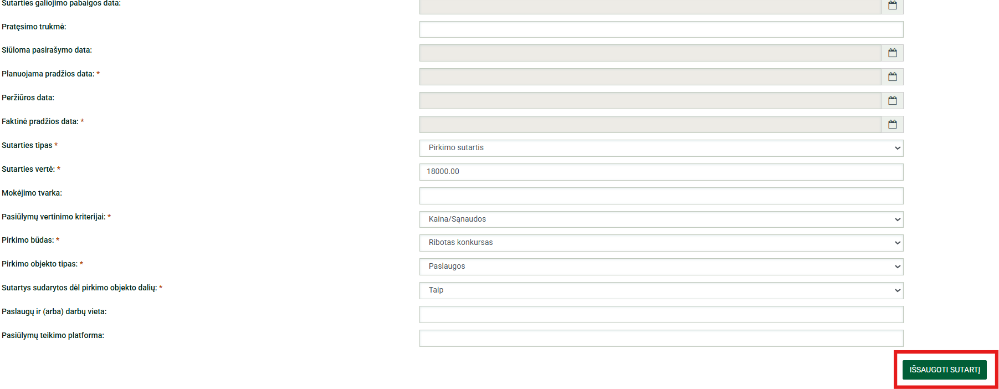 Sutarties galiojimo pabaigos data:
Pratęsimo trukmė:
Siūloma pasirašymo data:
Planuojama pradžios data: *
Peržiūros data:
Faktinė pradžios data: *
Sutarties tipas * Pirkimo sutartis
Sutarties vertė: * 18000.00
Mokėjimo tvarka:
Pasiūlymų vertinimo kriterijai: * Kaina/Sąnaudos
Pirkimo būdas: * Ribotas konkursas
Pirkimo objekto tipas: * Paslaugos
Sutartys sudarytos dėl pirkimo objekto dalių: * Taip
Paslaugų ir (arba) darbų vieta:
Pasiūlymų teikimo platforma:
IŠSAUGOTI SUTARTĮ